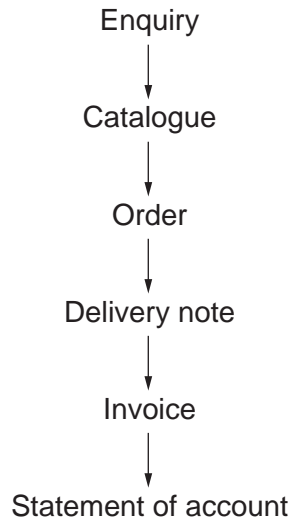 Enquiry
Catalogue
Order
Delivery note
Invoice
Statement of account